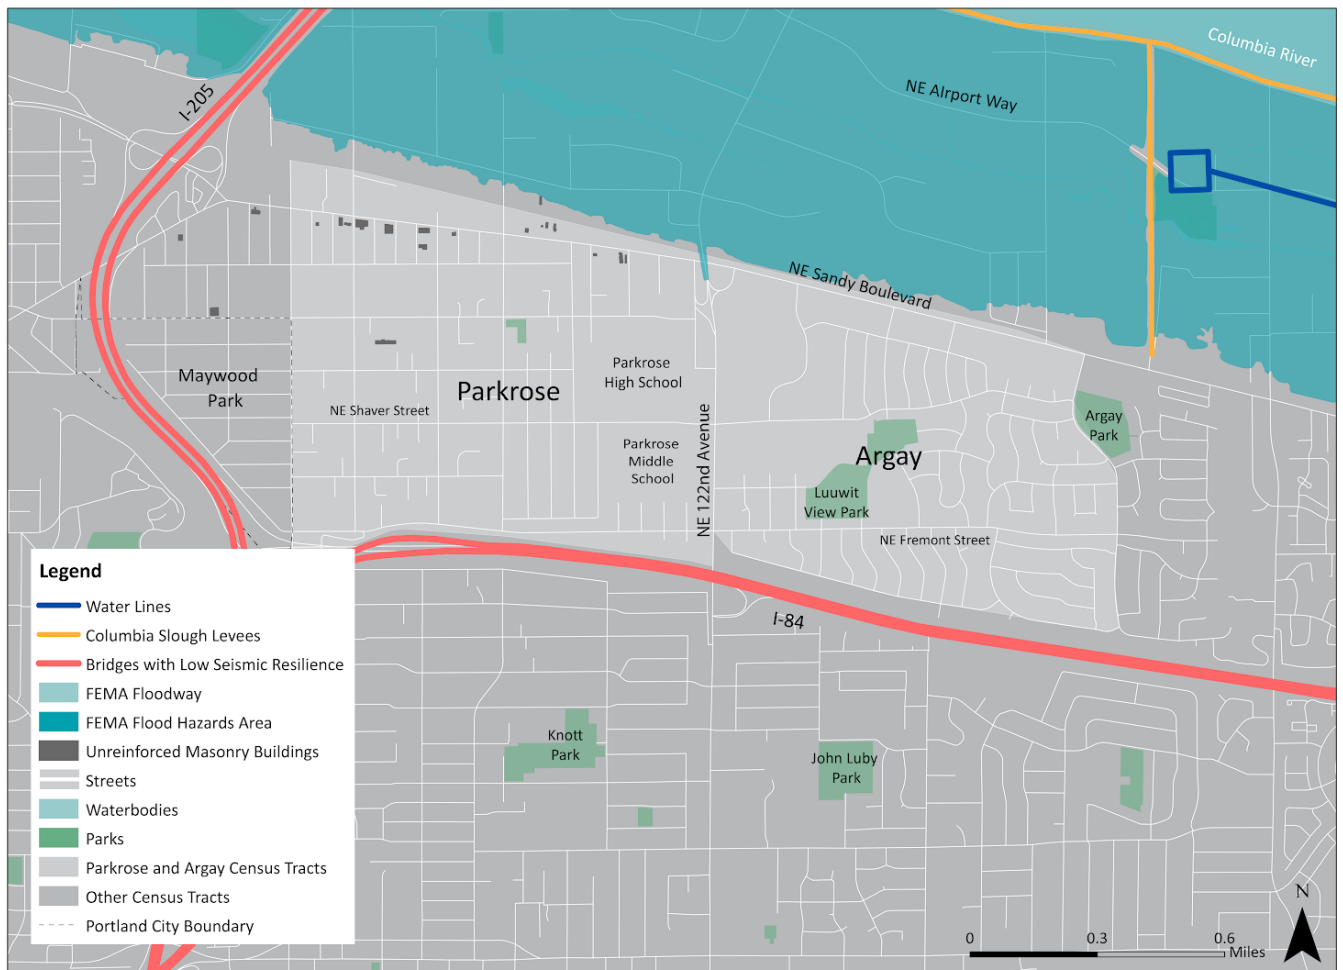 Columbia River
NE AIrport Way
I-205
NE Sandy Boulevard
Maywood
Park
Parkrose
High School
Parkrose
NE Shaver Street
Argay
Park
NE 122nd Avenue
Parkrose
Middle
School
Argay
Luuwit
View Park
NE Fremont Street
I-84
Knott
Park
John Luby
Park
Legend
Water Lines
Columbia Slough Levees
Bridges with Low Seismic Resilience
FEMA Floodway
FEMA Flood Hazards Area
Unreinforced Masonry Buildings
Streets
Waterbodies
Parks
Parkrose and Argay Census Tracts
Other Census Tracts
Portland City Boundary
N
0 0.3 0.6
Miles